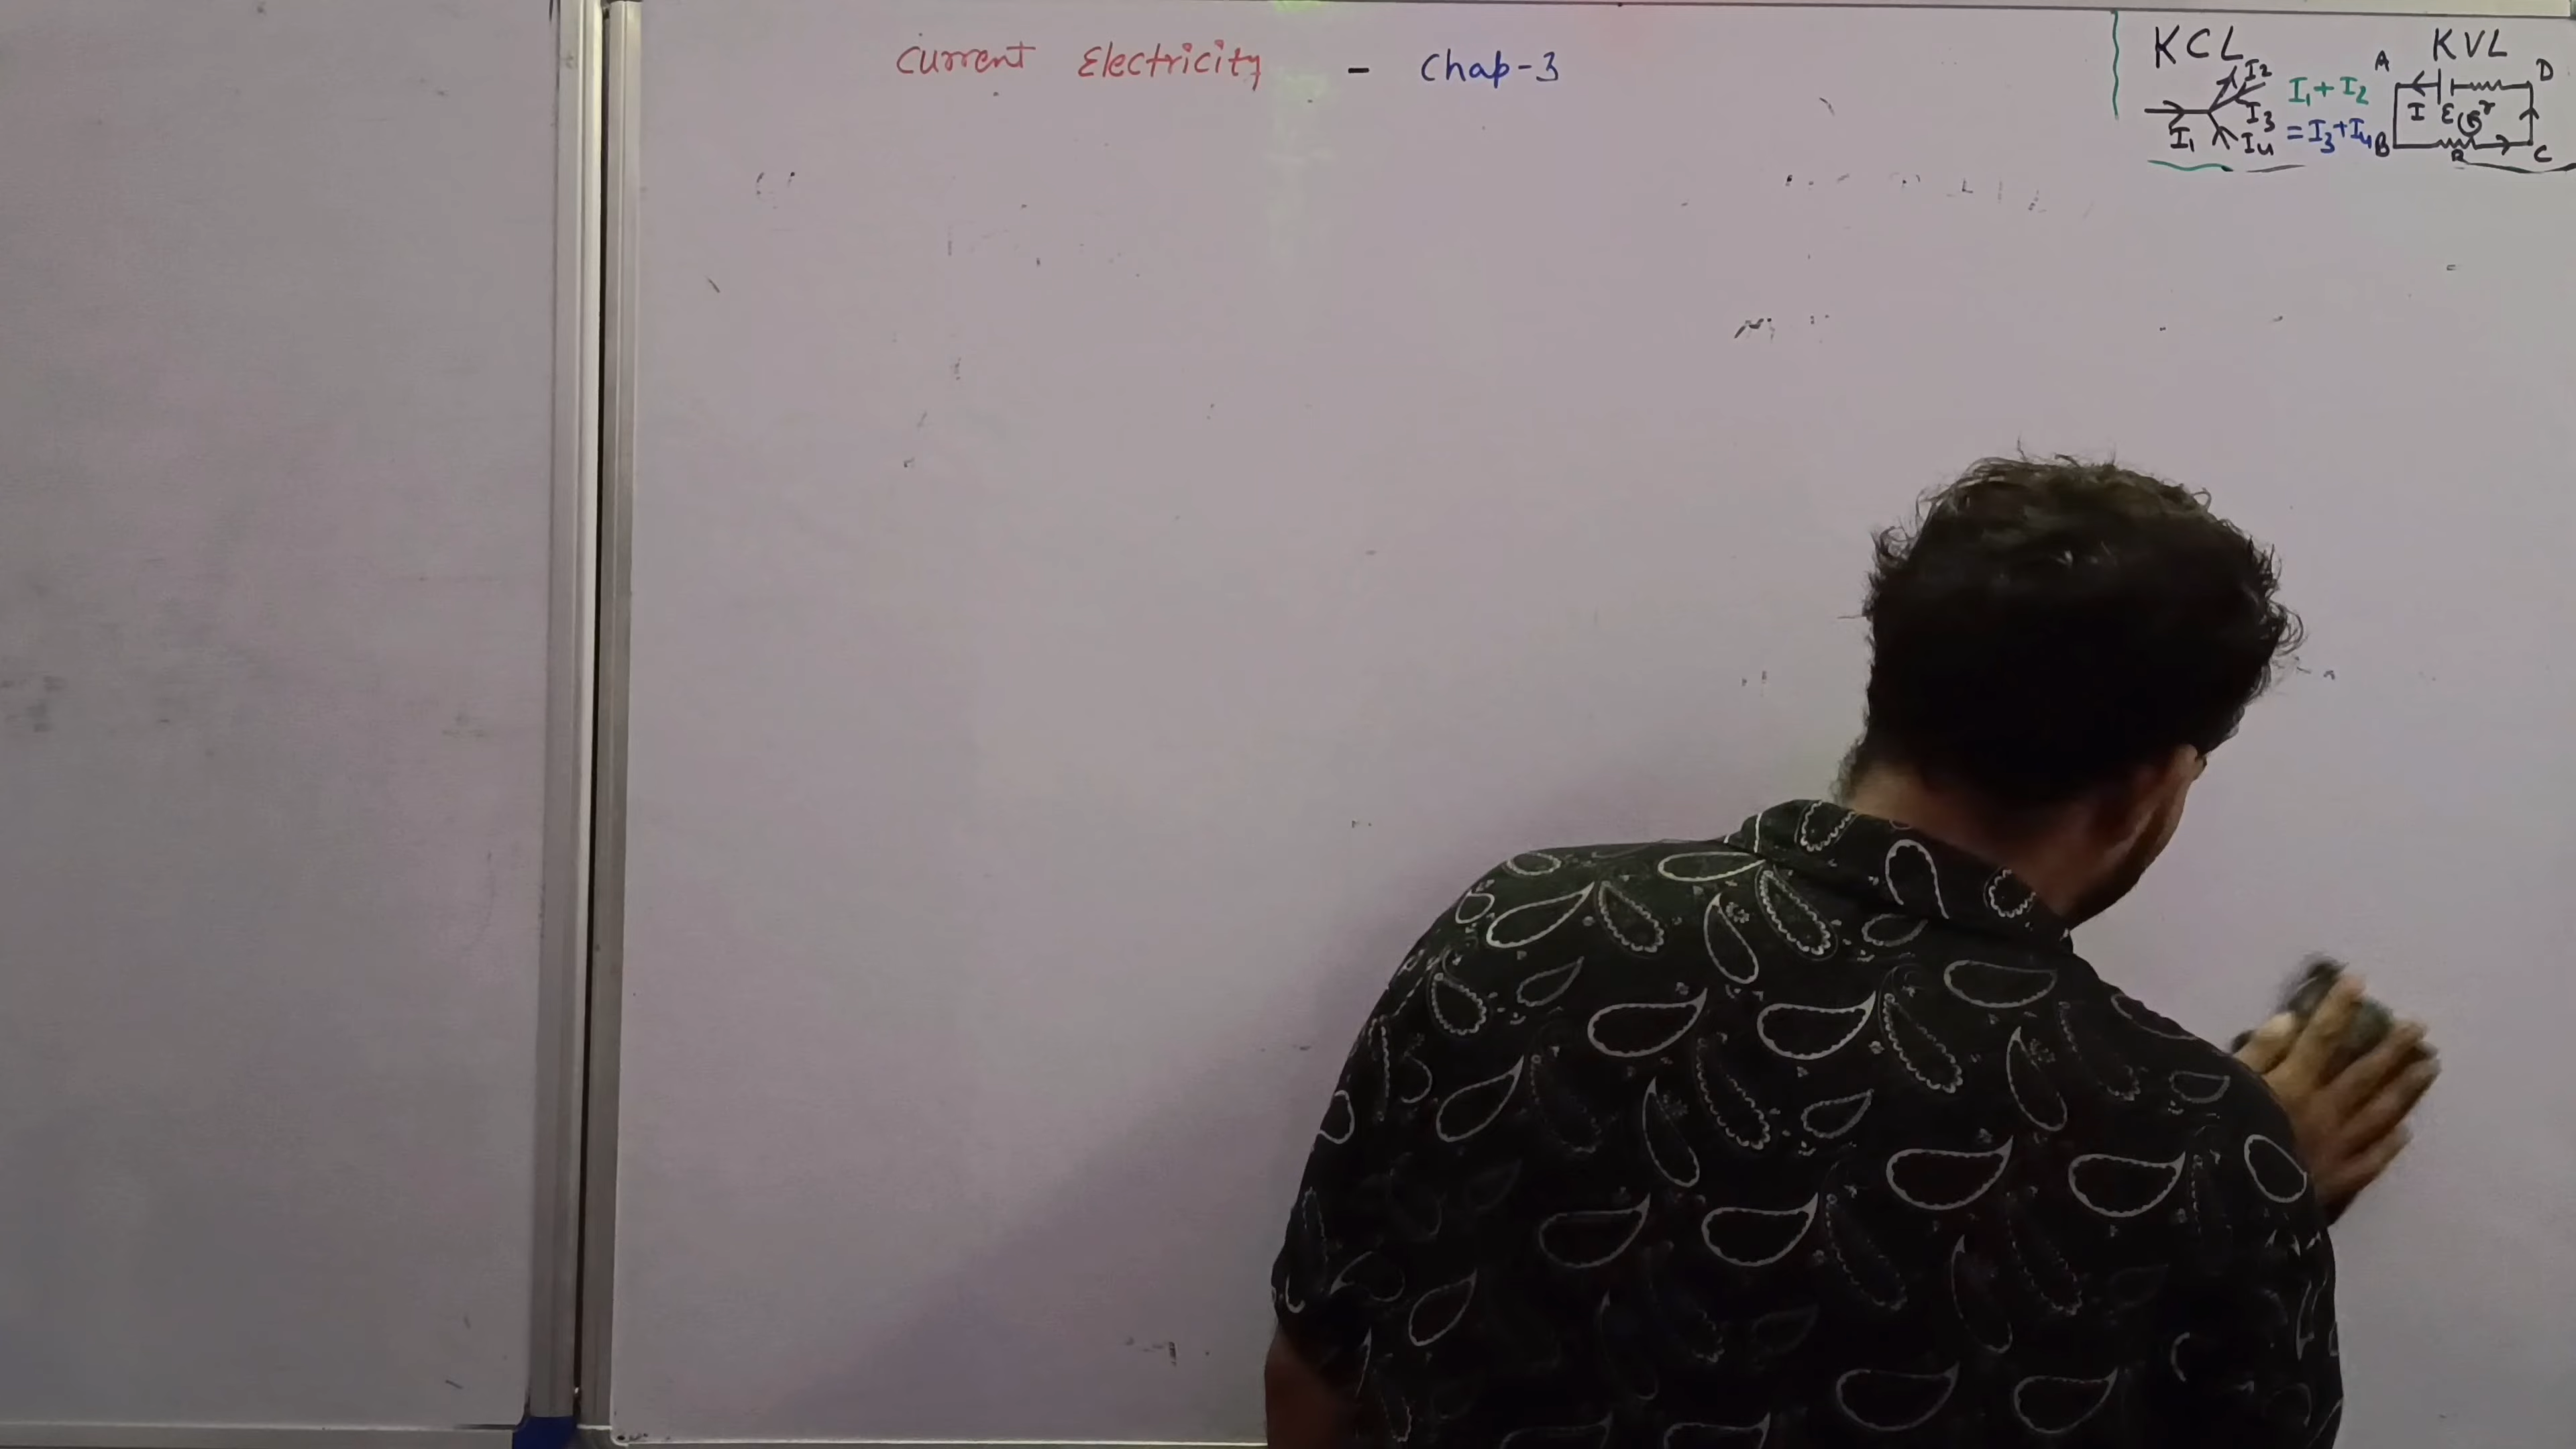 Current Electricity - Chap-3
KCL
I2
I3
I1
I4
I1+I2
=I3+I4
KVL
A
D
I
ε
r
B
R
C